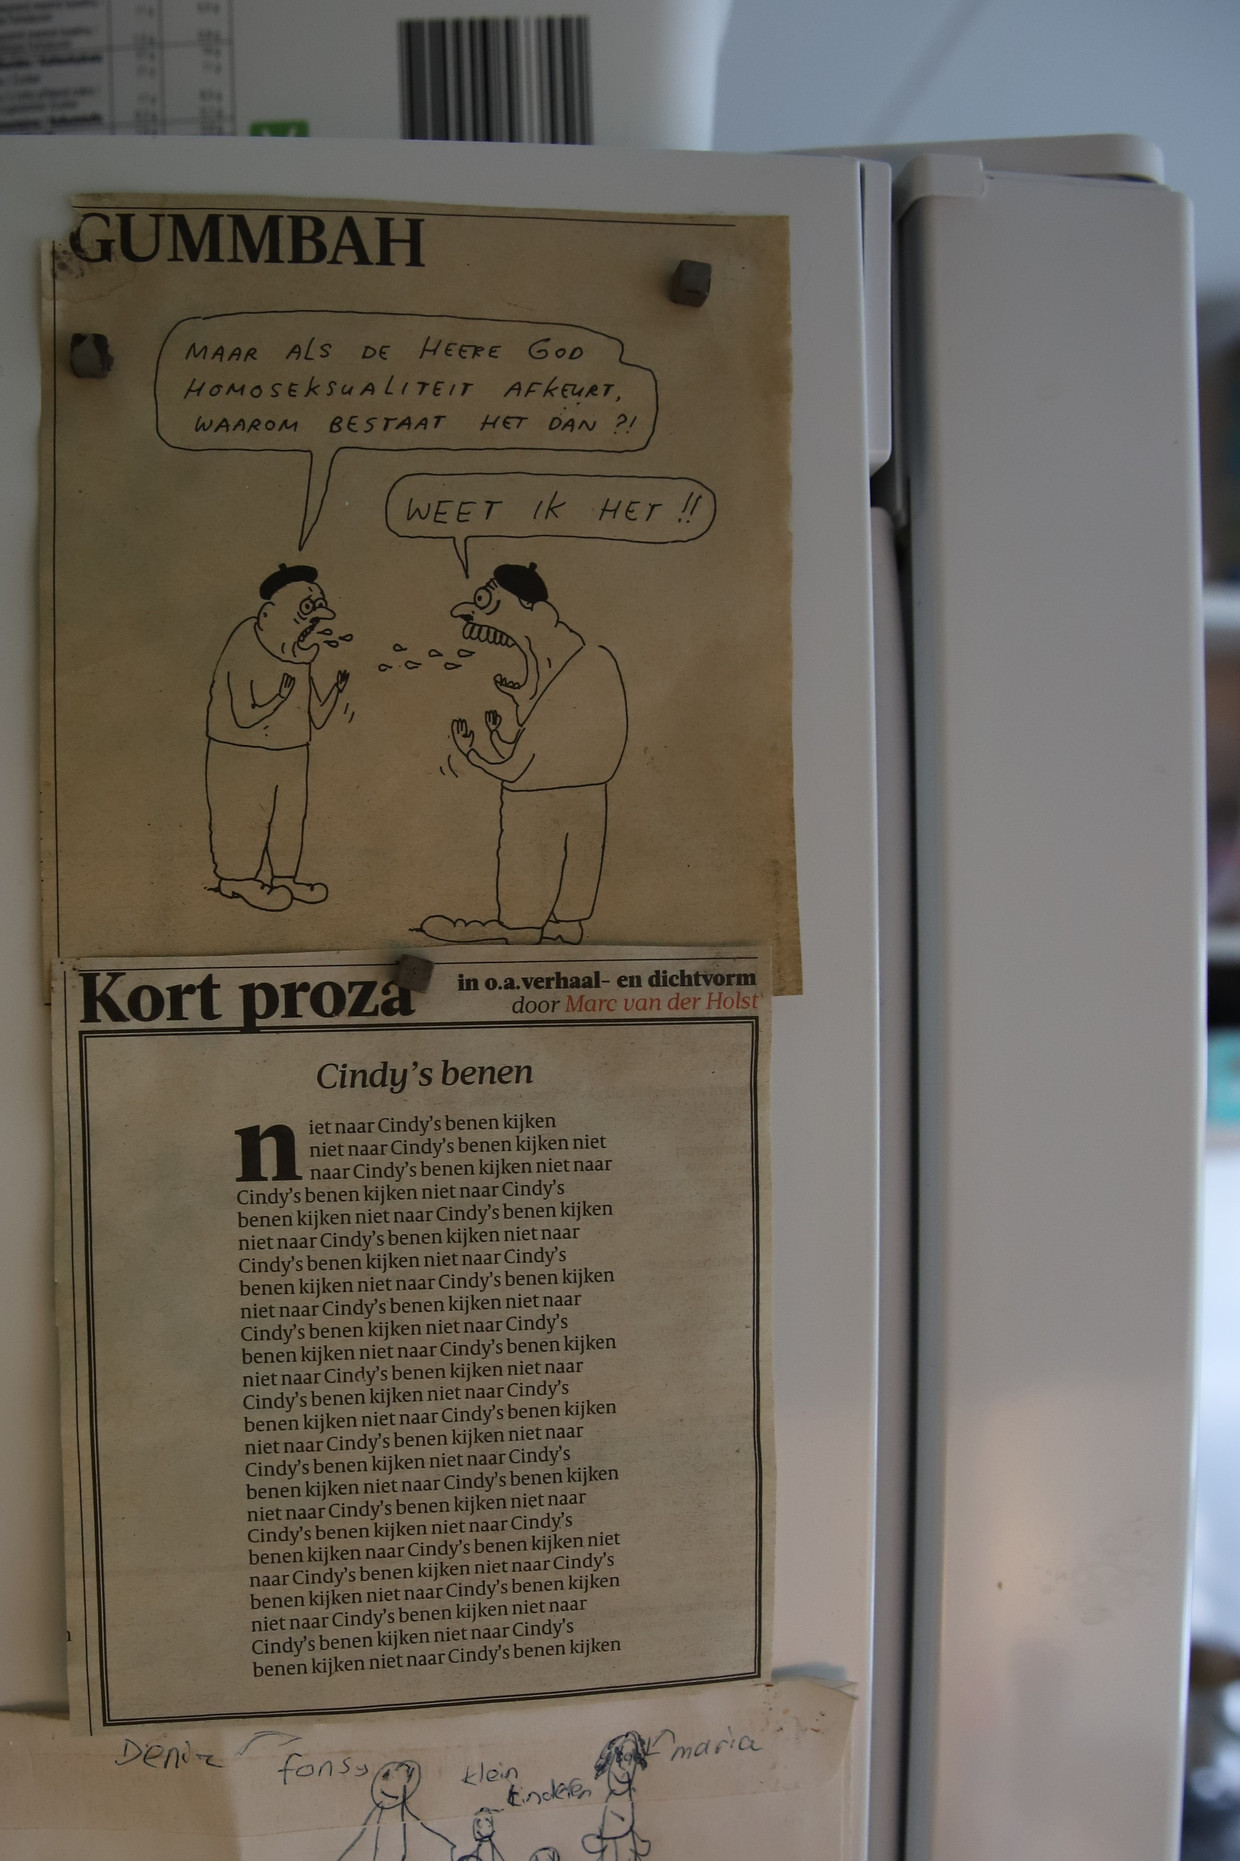 GUMMBAH
MAAR ALS DE HEERE GOD
HOMOSEKSUALITEIT AFKEURT,
WAAROM BESTAAT HET DAN ?!
WEET IK HET !!
Kort proza
in o.a. verhaal- en dichtvorm
door Marc van der Holst
Cindy's benen
niet naar Cindy's benen kijken
niet naar Cindy's benen kijken niet
naar Cindy's benen kijken niet naar
Cindy's benen kijken niet naar Cindy's
benen kijken niet naar Cindy's benen kijken
niet naar Cindy's benen kijken niet naar
Cindy's benen kijken niet naar Cindy's
benen kijken niet naar Cindy's benen kijken
niet naar Cindy's benen kijken niet naar
Cindy's benen kijken niet naar Cindy's
benen kijken niet naar Cindy's benen kijken
niet naar Cindy's benen kijken niet naar
Cindy's benen kijken niet naar Cindy's
benen kijken niet naar Cindy's benen kijken
niet naar Cindy's benen kijken niet naar
Cindy's benen kijken niet naar Cindy's
benen kijken niet naar Cindy's benen kijken
niet naar Cindy's benen kijken niet naar
Cindy's benen kijken niet naar Cindy's
benen kijken naar Cindy's benen kijken niet
naar Cindy's benen kijken niet naar Cindy's
benen kijken niet naar Cindy's benen kijken
niet naar Cindy's benen kijken niet naar
Cindy's benen kijken niet naar Cindy's
benen kijken niet naar Cindy's benen kijken
fonsy
klein
kinderen
maria